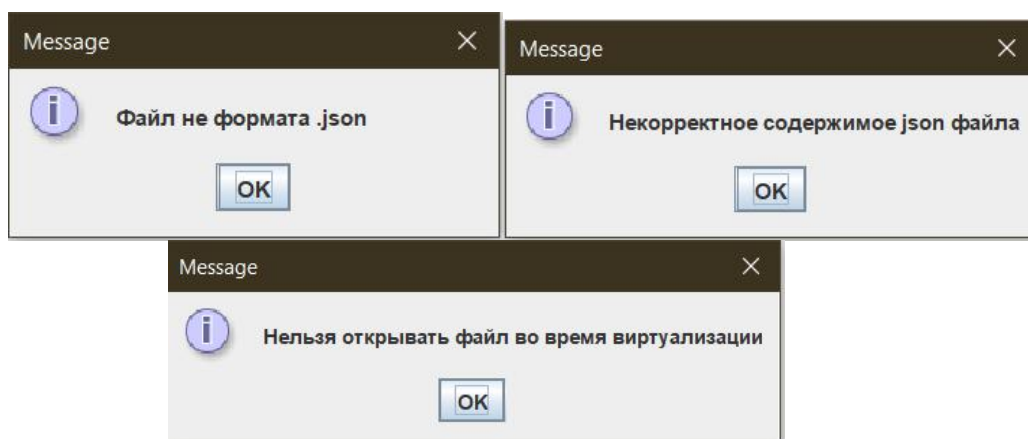 Message
Файл не формата .json
OK
Message
Некорректное содержимое json файла
OK
Message
Нельзя открывать файл во время виртуализации
OK